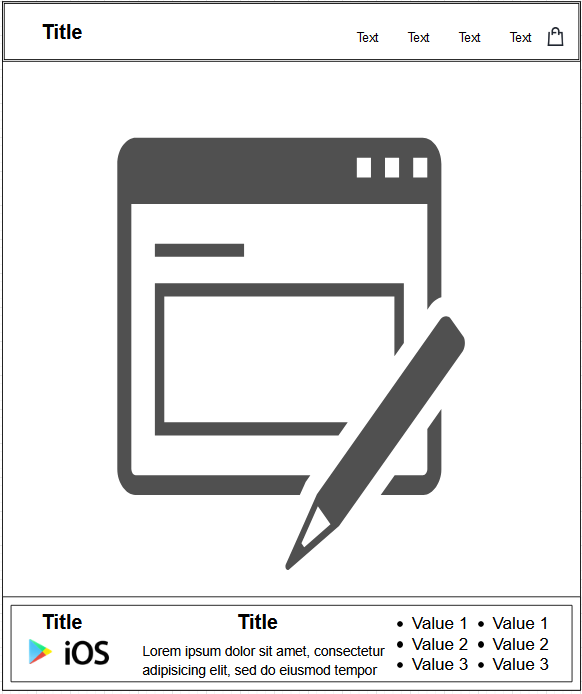 Title
Text Text Text Text
Title
iOS
Title
Lorem ipsum dolor sit amet, consectetur
adipisicing elit, sed do eiusmod tempor
Value 1
Value 2
Value 3
Value 1
Value 2
Value 3